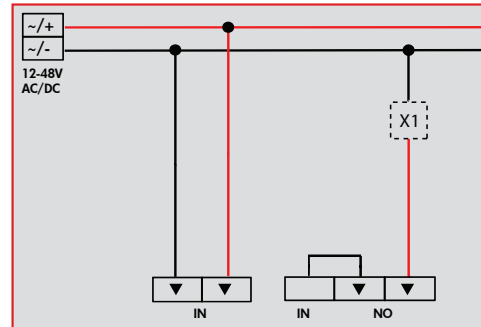 ~/+
~/-
12-48V
AC/DC
X1
IN
IN
NO